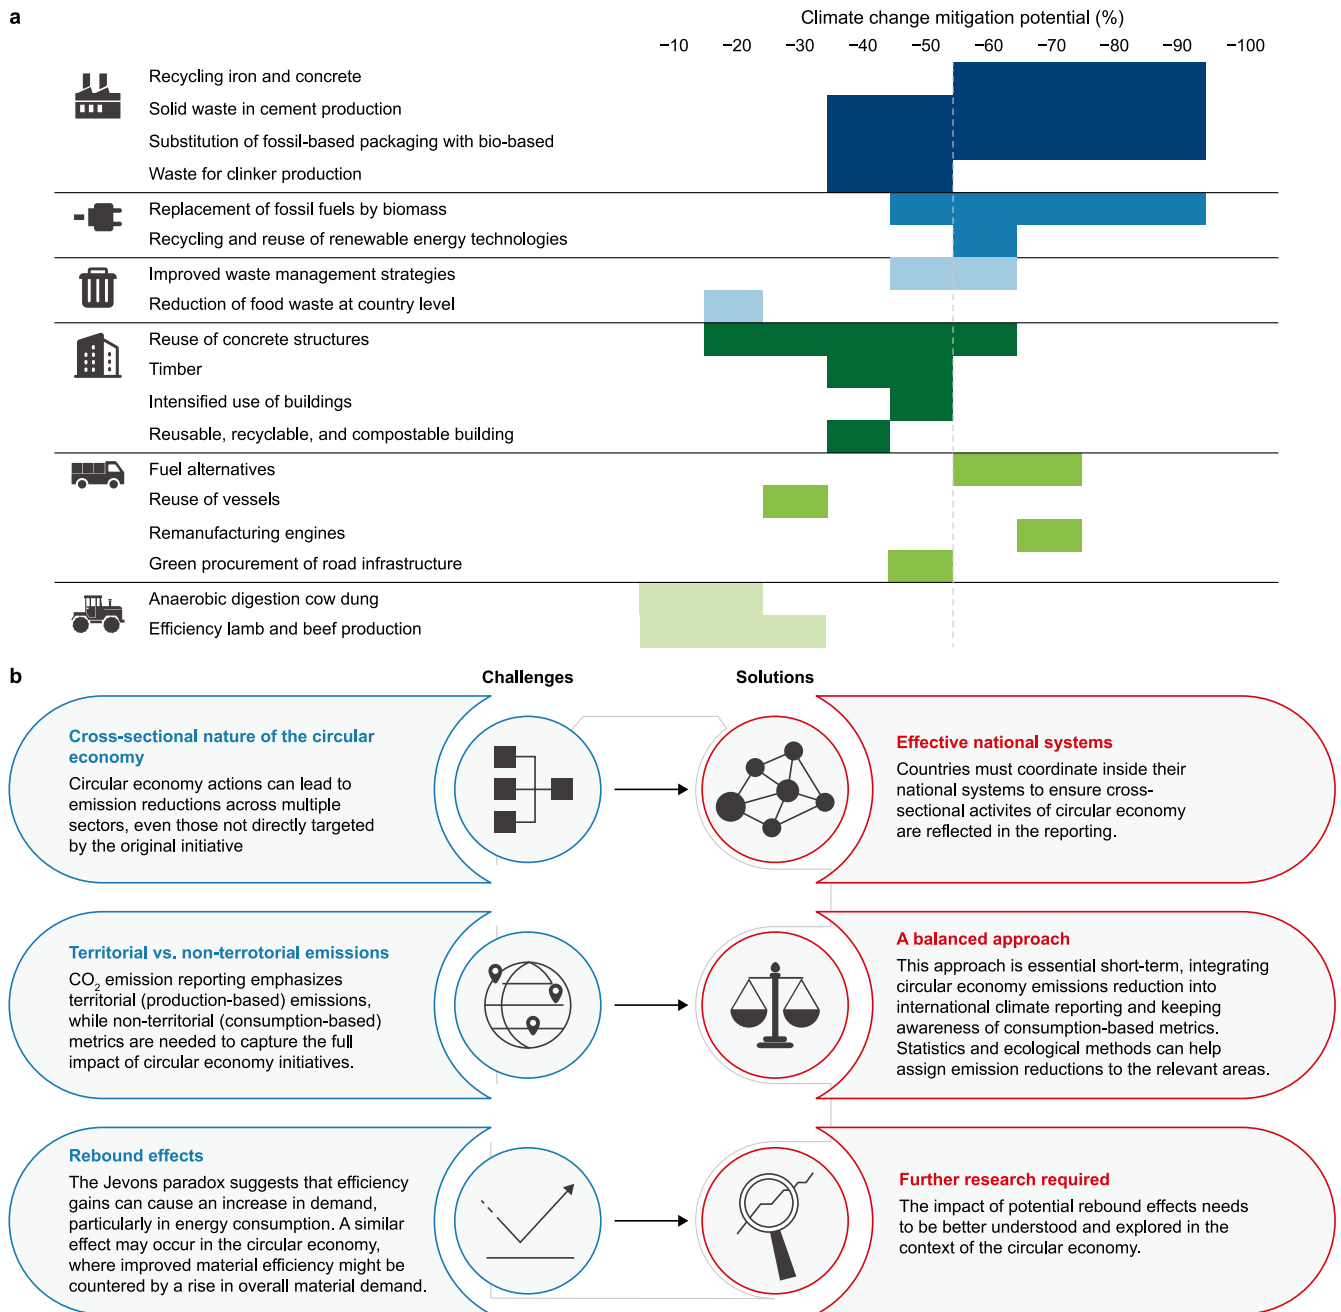 a
Climate change mitigation potential (%)
−10 −20 −30 −40 −50 −60 −70 −80 −90 −100
Recycling iron and concrete
Solid waste in cement production
Substitution of fossil-based packaging with bio-based
Waste for clinker production
Replacement of fossil fuels by biomass
Recycling and reuse of renewable energy technologies
Improved waste management strategies
Reduction of food waste at country level
Reuse of concrete structures
Timber
Intensified use of buildings
Reusable, recyclable, and compostable building
Fuel alternatives
Reuse of vessels
Remanufacturing engines
Green procurement of road infrastructure
Anaerobic digestion cow dung
Efficiency lamb and beef production
b
Challenges
Solutions
Cross-sectional nature of the circular
economy
Circular economy actions can lead to
emission reductions across multiple
sectors, even those not directly targeted
by the original initiative
Effective national systems
Countries must coordinate inside their
national systems to ensure cross-
sectional activites of circular economy
are reflected in the reporting.
Territorial vs. non-terrotorial emissions
CO₂ emission reporting emphasizes
territorial (production-based) emissions,
while non-territorial (consumption-based)
metrics are needed to capture the full
impact of circular economy initiatives.
A balanced approach
This approach is essential short-term, integrating
circular economy emissions reduction into
international climate reporting and keeping
awareness of consumption-based metrics.
Statistics and ecological methods can help
assign emission reductions to the relevant areas.
Rebound effects
The Jevons paradox suggests that efficiency
gains can cause an increase in demand,
particularly in energy consumption. A similar
effect may occur in the circular economy,
where improved material efficiency might be
countered by a rise in overall material demand.
Further research required
The impact of potential rebound effects needs
to be better understood and explored in the
context of the circular economy.